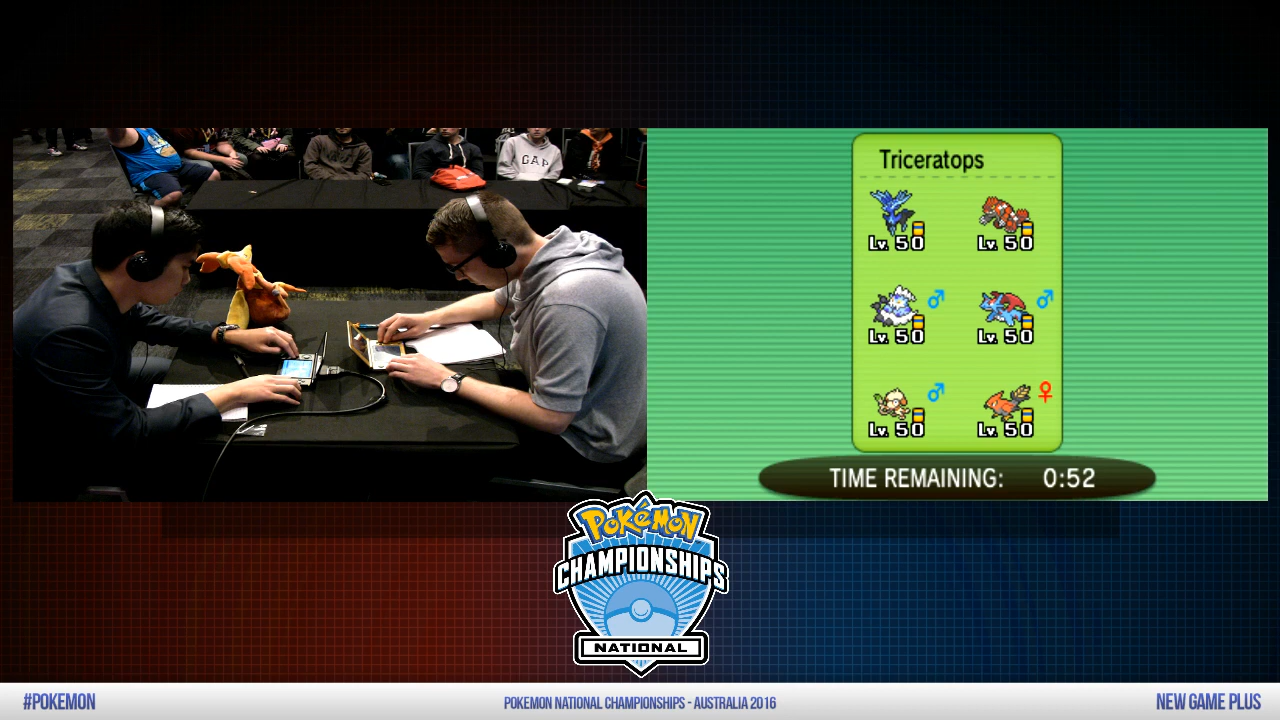 GAP
Triceratops
Lv. 50
Lv. 50
♂
♂
Lv. 50
Lv. 50
♂
♀
Lv. 50
Lv. 50
TIME REMAINING: 0:52
POKéMON
CHAMPIONSHIPS
NATIONAL
#POKEMON
POKEMON NATIONAL CHAMPIONSHIPS - AUSTRALIA 2016
NEW GAME PLUS